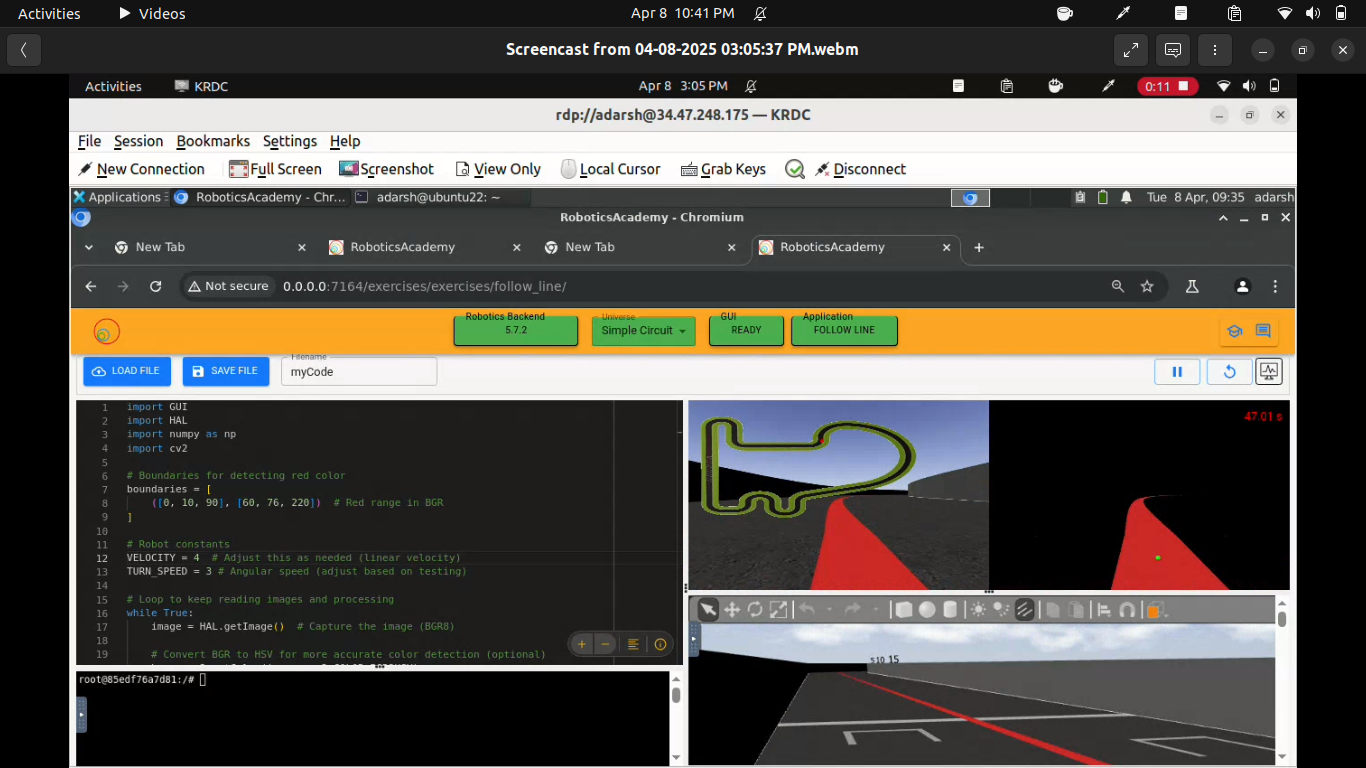 Activities Videos Apr 8 10:41 PM
Screencast from 04-08-2025 03:05:37 PM.webm
Activities KRDC Apr 8 3:05 PM 0:11
rdp://adarsh@34.47.248.175 — KRDC
File Session Bookmarks Settings Help
New Connection Full Screen Screenshot View Only Local Cursor Grab Keys Disconnect
Applications RoboticsAcademy - Chr... adarsh@ubuntu22: ~ Tue 8 Apr, 09:35 adarsh
RoboticsAcademy - Chromium
New Tab RoboticsAcademy New Tab RoboticsAcademy
Not secure 0.0.0.0:7164/exercises/exercises/follow_line/
Robotics Backend Universe GUI Application
5.7.2 Simple Circuit READY FOLLOW LINE
Filename
LOAD FILE SAVE FILE myCode
1 import GUI
2 import HAL
3 import numpy as np
4 import cv2
5
6 # Boundaries for detecting red color
7 boundaries = [
8 ([0, 10, 90], [60, 76, 220]) # Red range in BGR
9 ]
10
11 # Robot constants
12 VELOCITY = 4 # Adjust this as needed (linear velocity)
13 TURN_SPEED = 3 # Angular speed (adjust based on testing)
14
15 # Loop to keep reading images and processing
16 while True:
17 image = HAL.getImage() # Capture the image (BGR8)
18
19 # Convert BGR to HSV for more accurate color detection (optional)
47.01 s
root@85edf76a7d81:/#
15